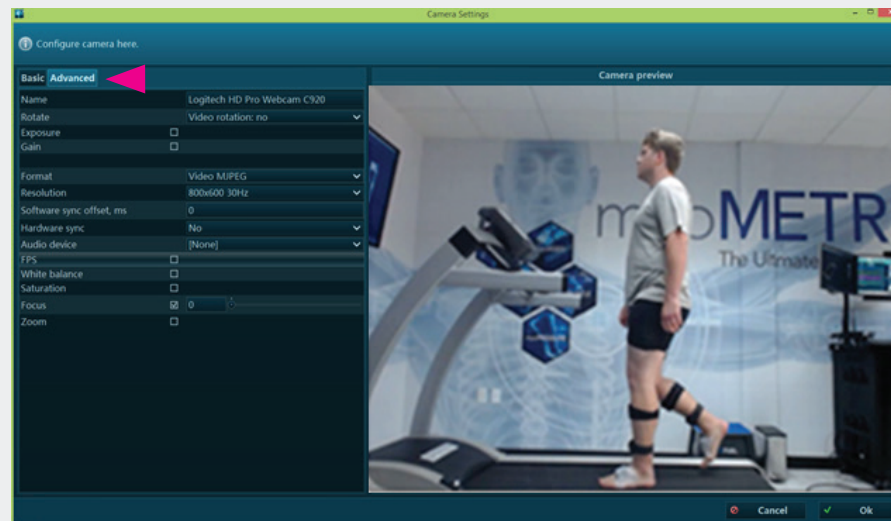 Camera Settings
Configure camera here.
Basic Advanced
Camera preview
Name Logitech HD Pro Webcam C920
Rotate Video rotation: no
Exposure
Gain
Format Video MJPEG
Resolution 800x600 30Hz
Software sync offset, ms 0
Hardware sync No
Audio device [None]
FPS
White balance
Saturation
Focus 0
Zoom
METR
The Ultimate
Cancel Ok